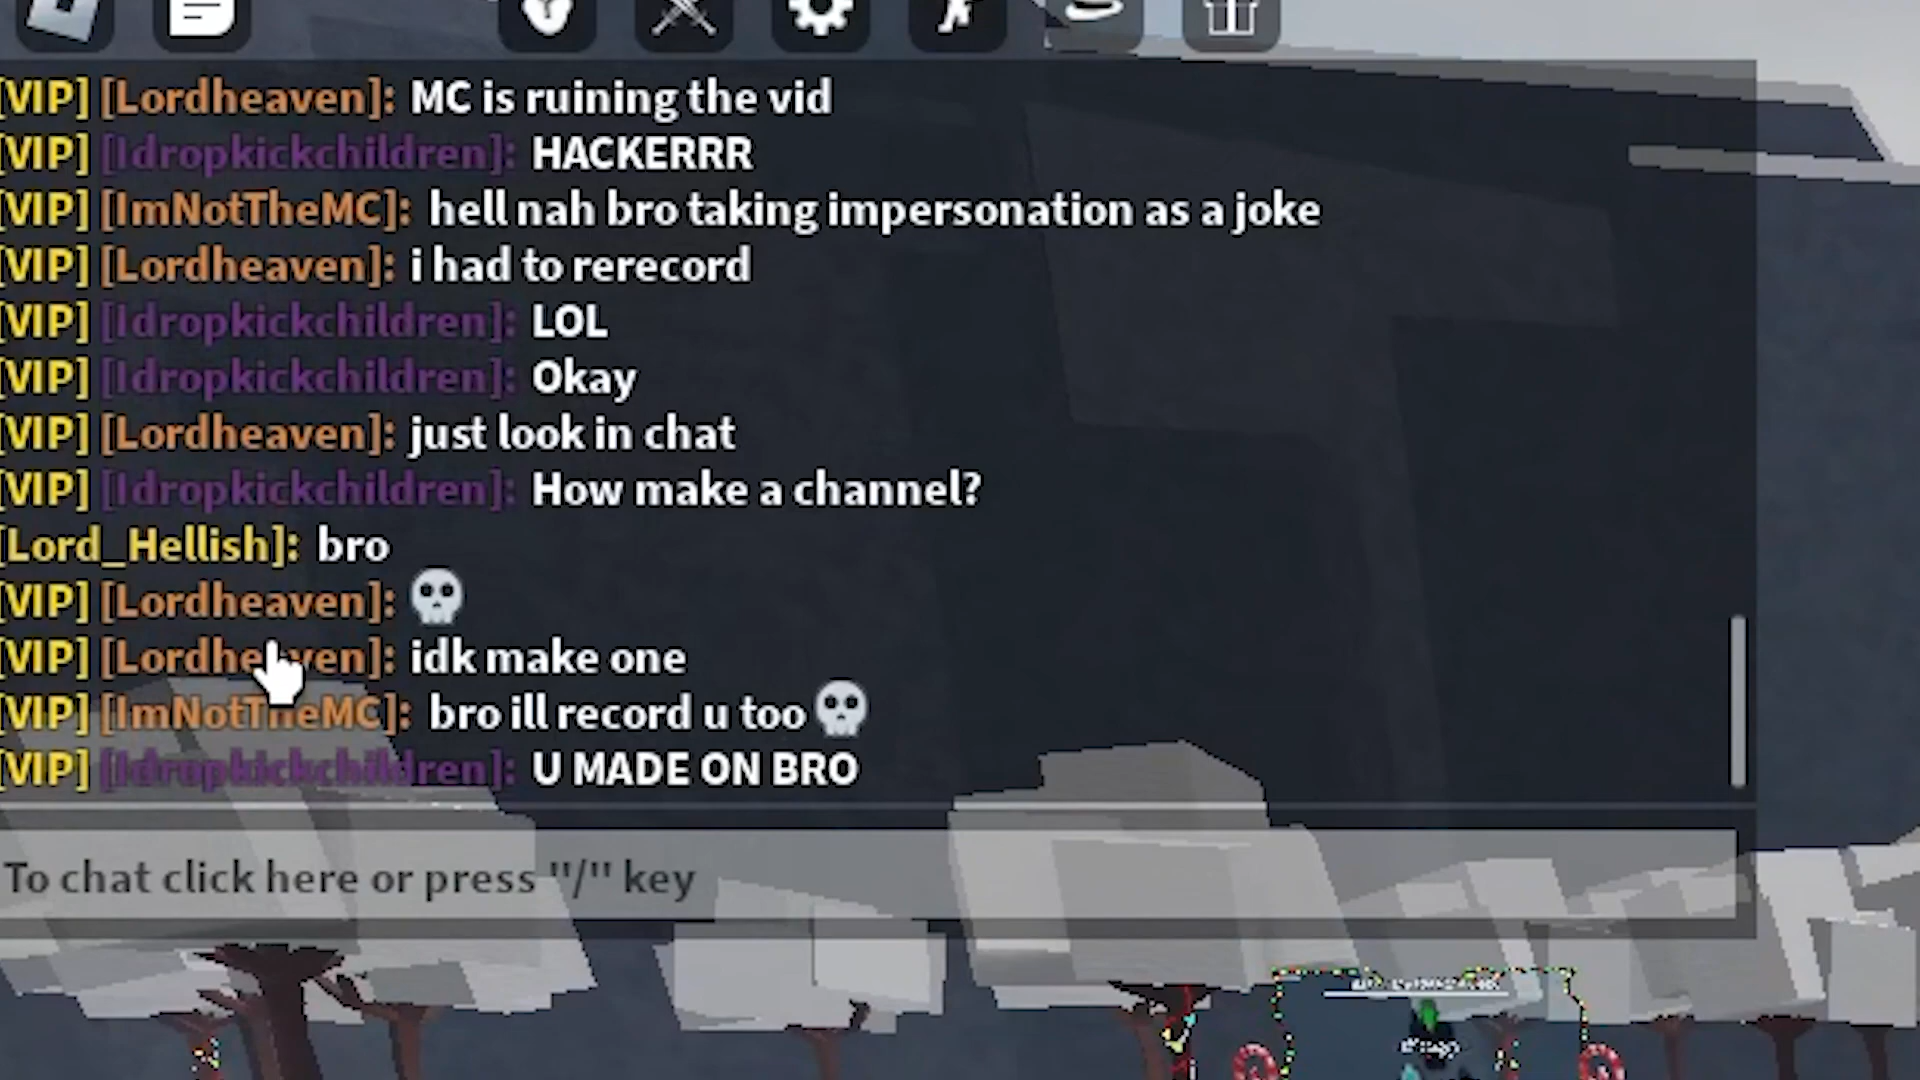 [VIP] [Lordheaven]: MC is ruining the vid
[VIP] [Idropkickchildren]: HACKERRR
[VIP] [ImNotTheMC]: hell nah bro taking impersonation as a joke
[VIP] [Lordheaven]: i had to rerecord
[VIP] [Idropkickchildren]: LOL
[VIP] [Idropkickchildren]: Okay
[VIP] [Lordheaven]: just look in chat
[VIP] [Idropkickchildren]: How make a channel?
[Lord_Hellish]: bro
[VIP] [Lordheaven]: 💀
[VIP] [Lordheaven]: idk make one
[VIP] [ImNotTheMC]: bro ill record u too 💀
[VIP] [Idropkickchildren]: U MADE ON BRO
To chat click here or press "/" key